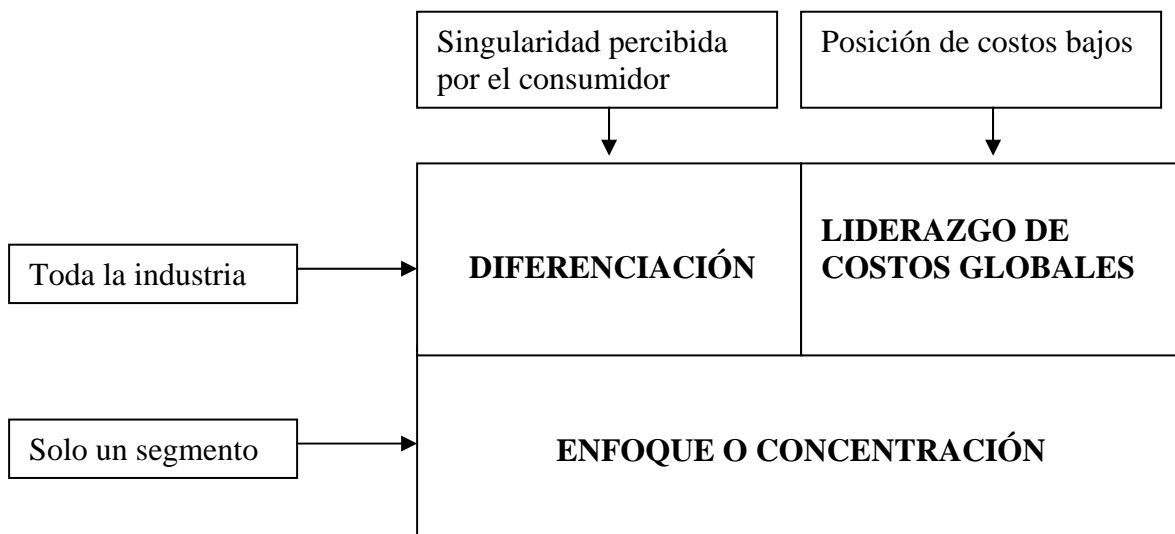 Singularidad percibida
por el consumidor
Posición de costos bajos
Toda la industria
DIFERENCIACIÓN
LIDERAZGO DE
COSTOS GLOBALES
Solo un segmento
ENFOQUE O CONCENTRACIÓN